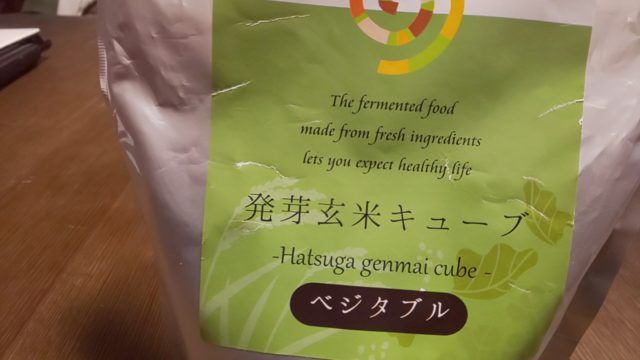 The fermented food
made from fresh ingredients
lets you expect healthy life
発芽玄米キューブ
-Hatsuga genmai cube -
ベジタブル